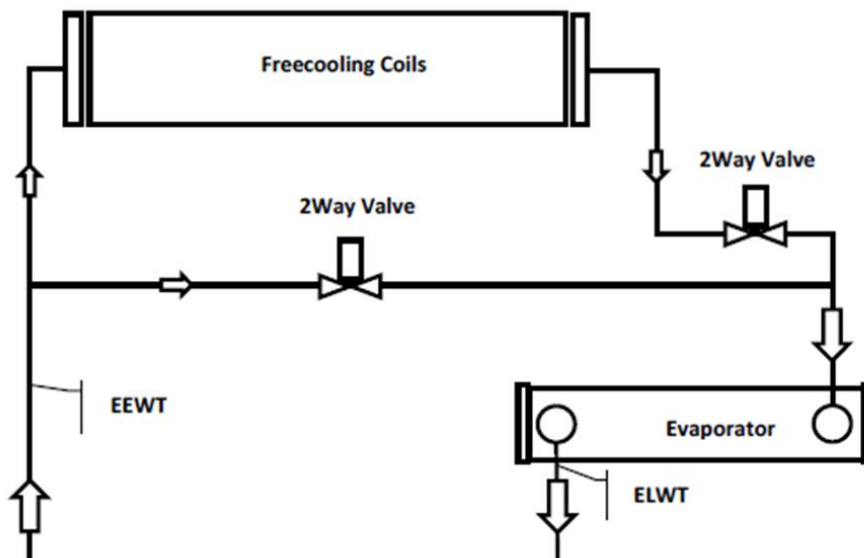 Freecooling Coils
2Way Valve
2Way Valve
EEWT
Evaporator
ELWT